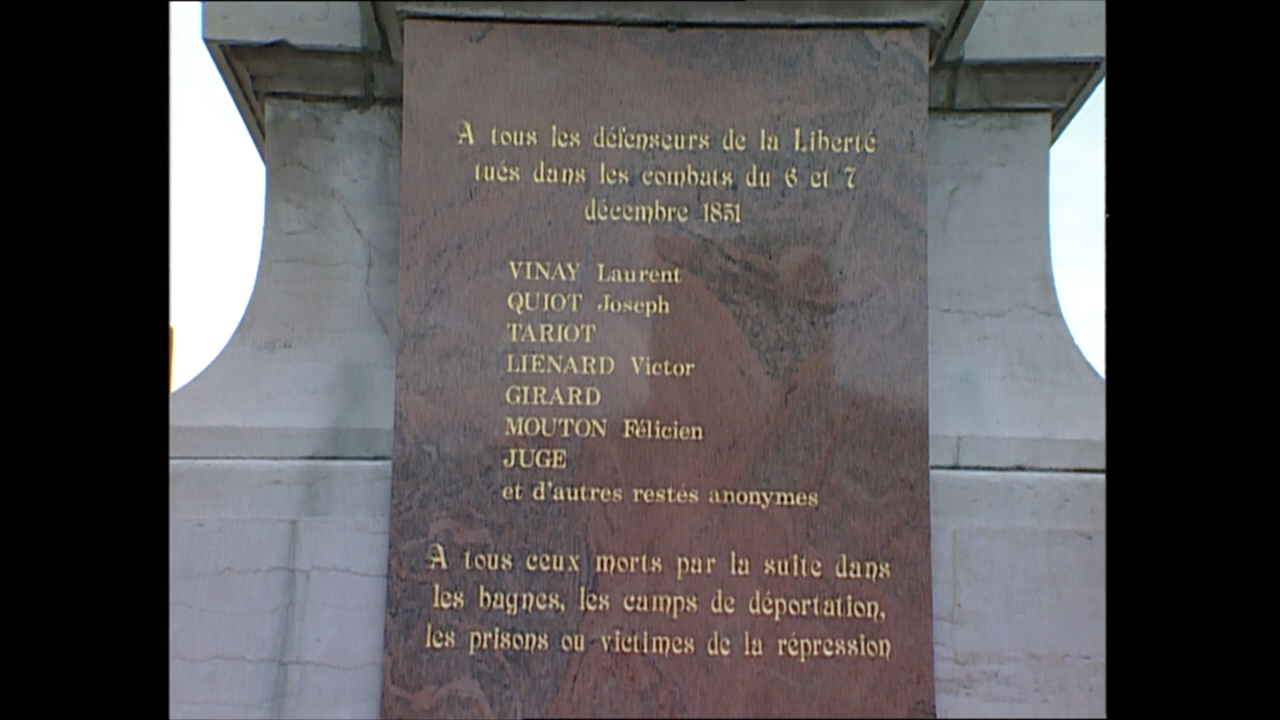 A tous les défenseurs de la Liberté
tués dans les combats du 6 et 7
décembre 1851
VINAY Laurent
QUIOT Joseph
TARIOT
LIENARD Victor
GIRARD
MOUTON Félicien
JUGE
et d'autres restés anonymes
A tous ceux morts par la suite dans
les bagnes, les camps de déportation,
les prisons ou victimes de la répression